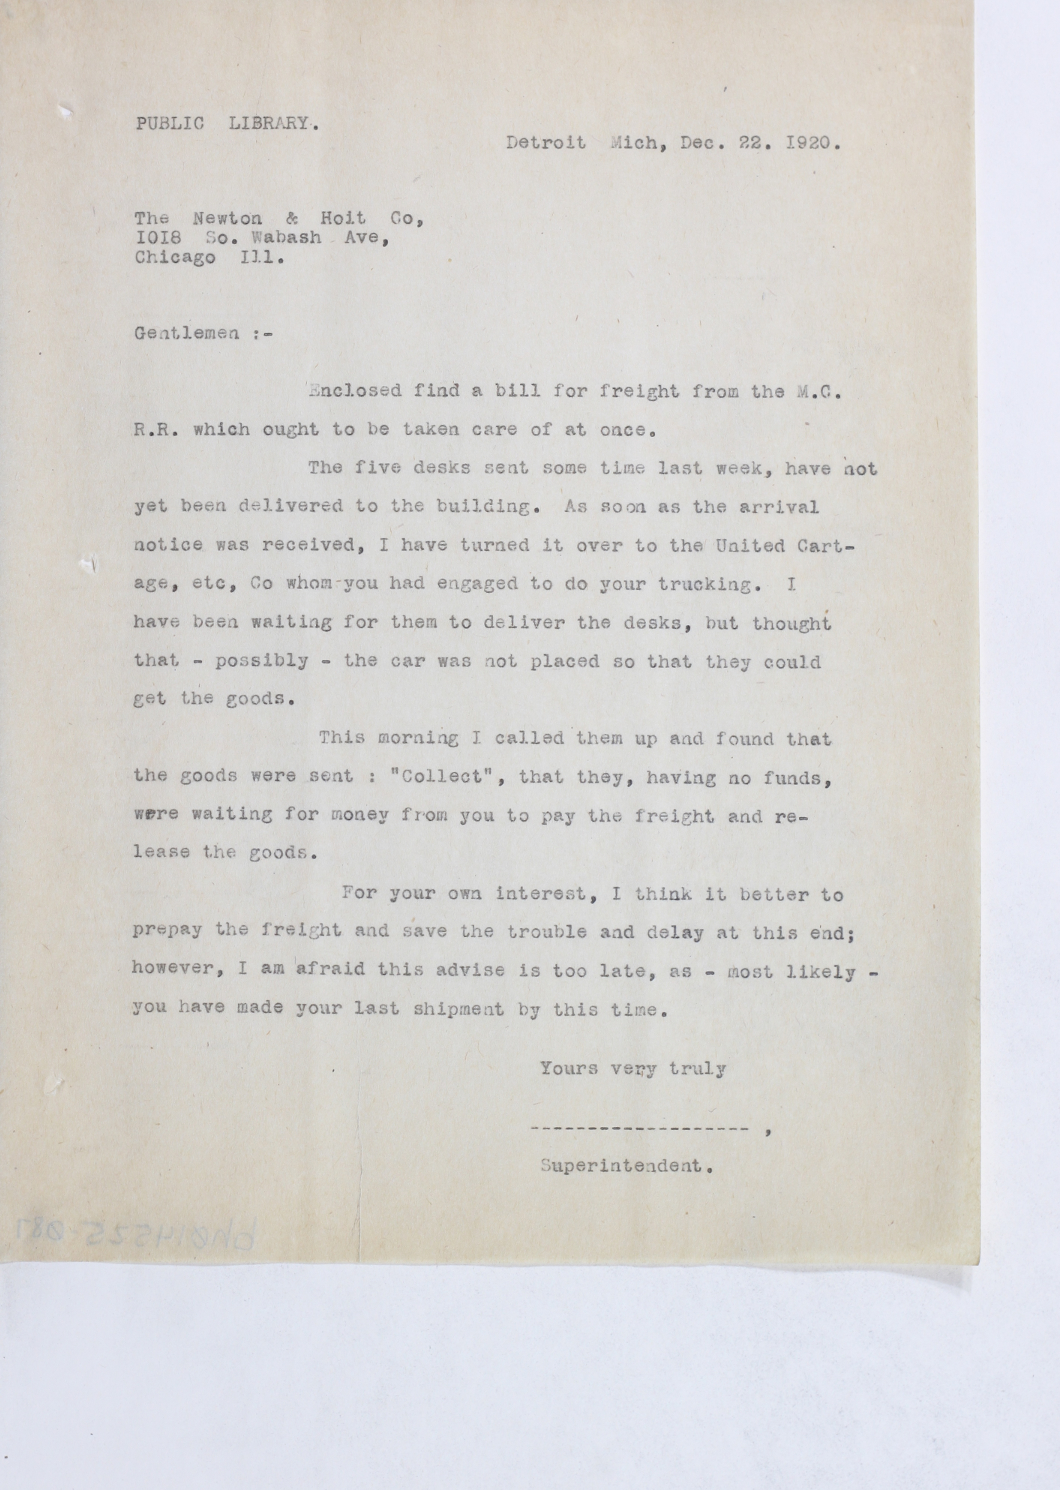 PUBLIC LIBRARY.
Detroit Mich, Dec. 22. I920.
The Newton & Hoit Co,
IOI8 So. Wabash Ave,
Chicago Ill.
Gentlemen :-
Enclosed find a bill for freight from the M.C.
R.R. which ought to be taken care of at once.
The five desks sent some time last week, have not
yet been delivered to the building. As soon as the arrival
notice was received, I have turned it over to the United Cart-
age, etc, Co whom you had engaged to do your trucking. I
have been waiting for them to deliver the desks, but thought
that - possibly - the car was not placed so that they could
get the goods.
This morning I called them up and found that
the goods were sent : "Collect", that they, having no funds,
were waiting for money from you to pay the freight and re-
lease the goods.
For your own interest, I think it better to
prepay the freight and save the trouble and delay at this end;
however, I am afraid this advise is too late, as - most likely -
you have made your last shipment by this time.
Yours very truly
------------------- ,
Superintendent.
bh014525-087